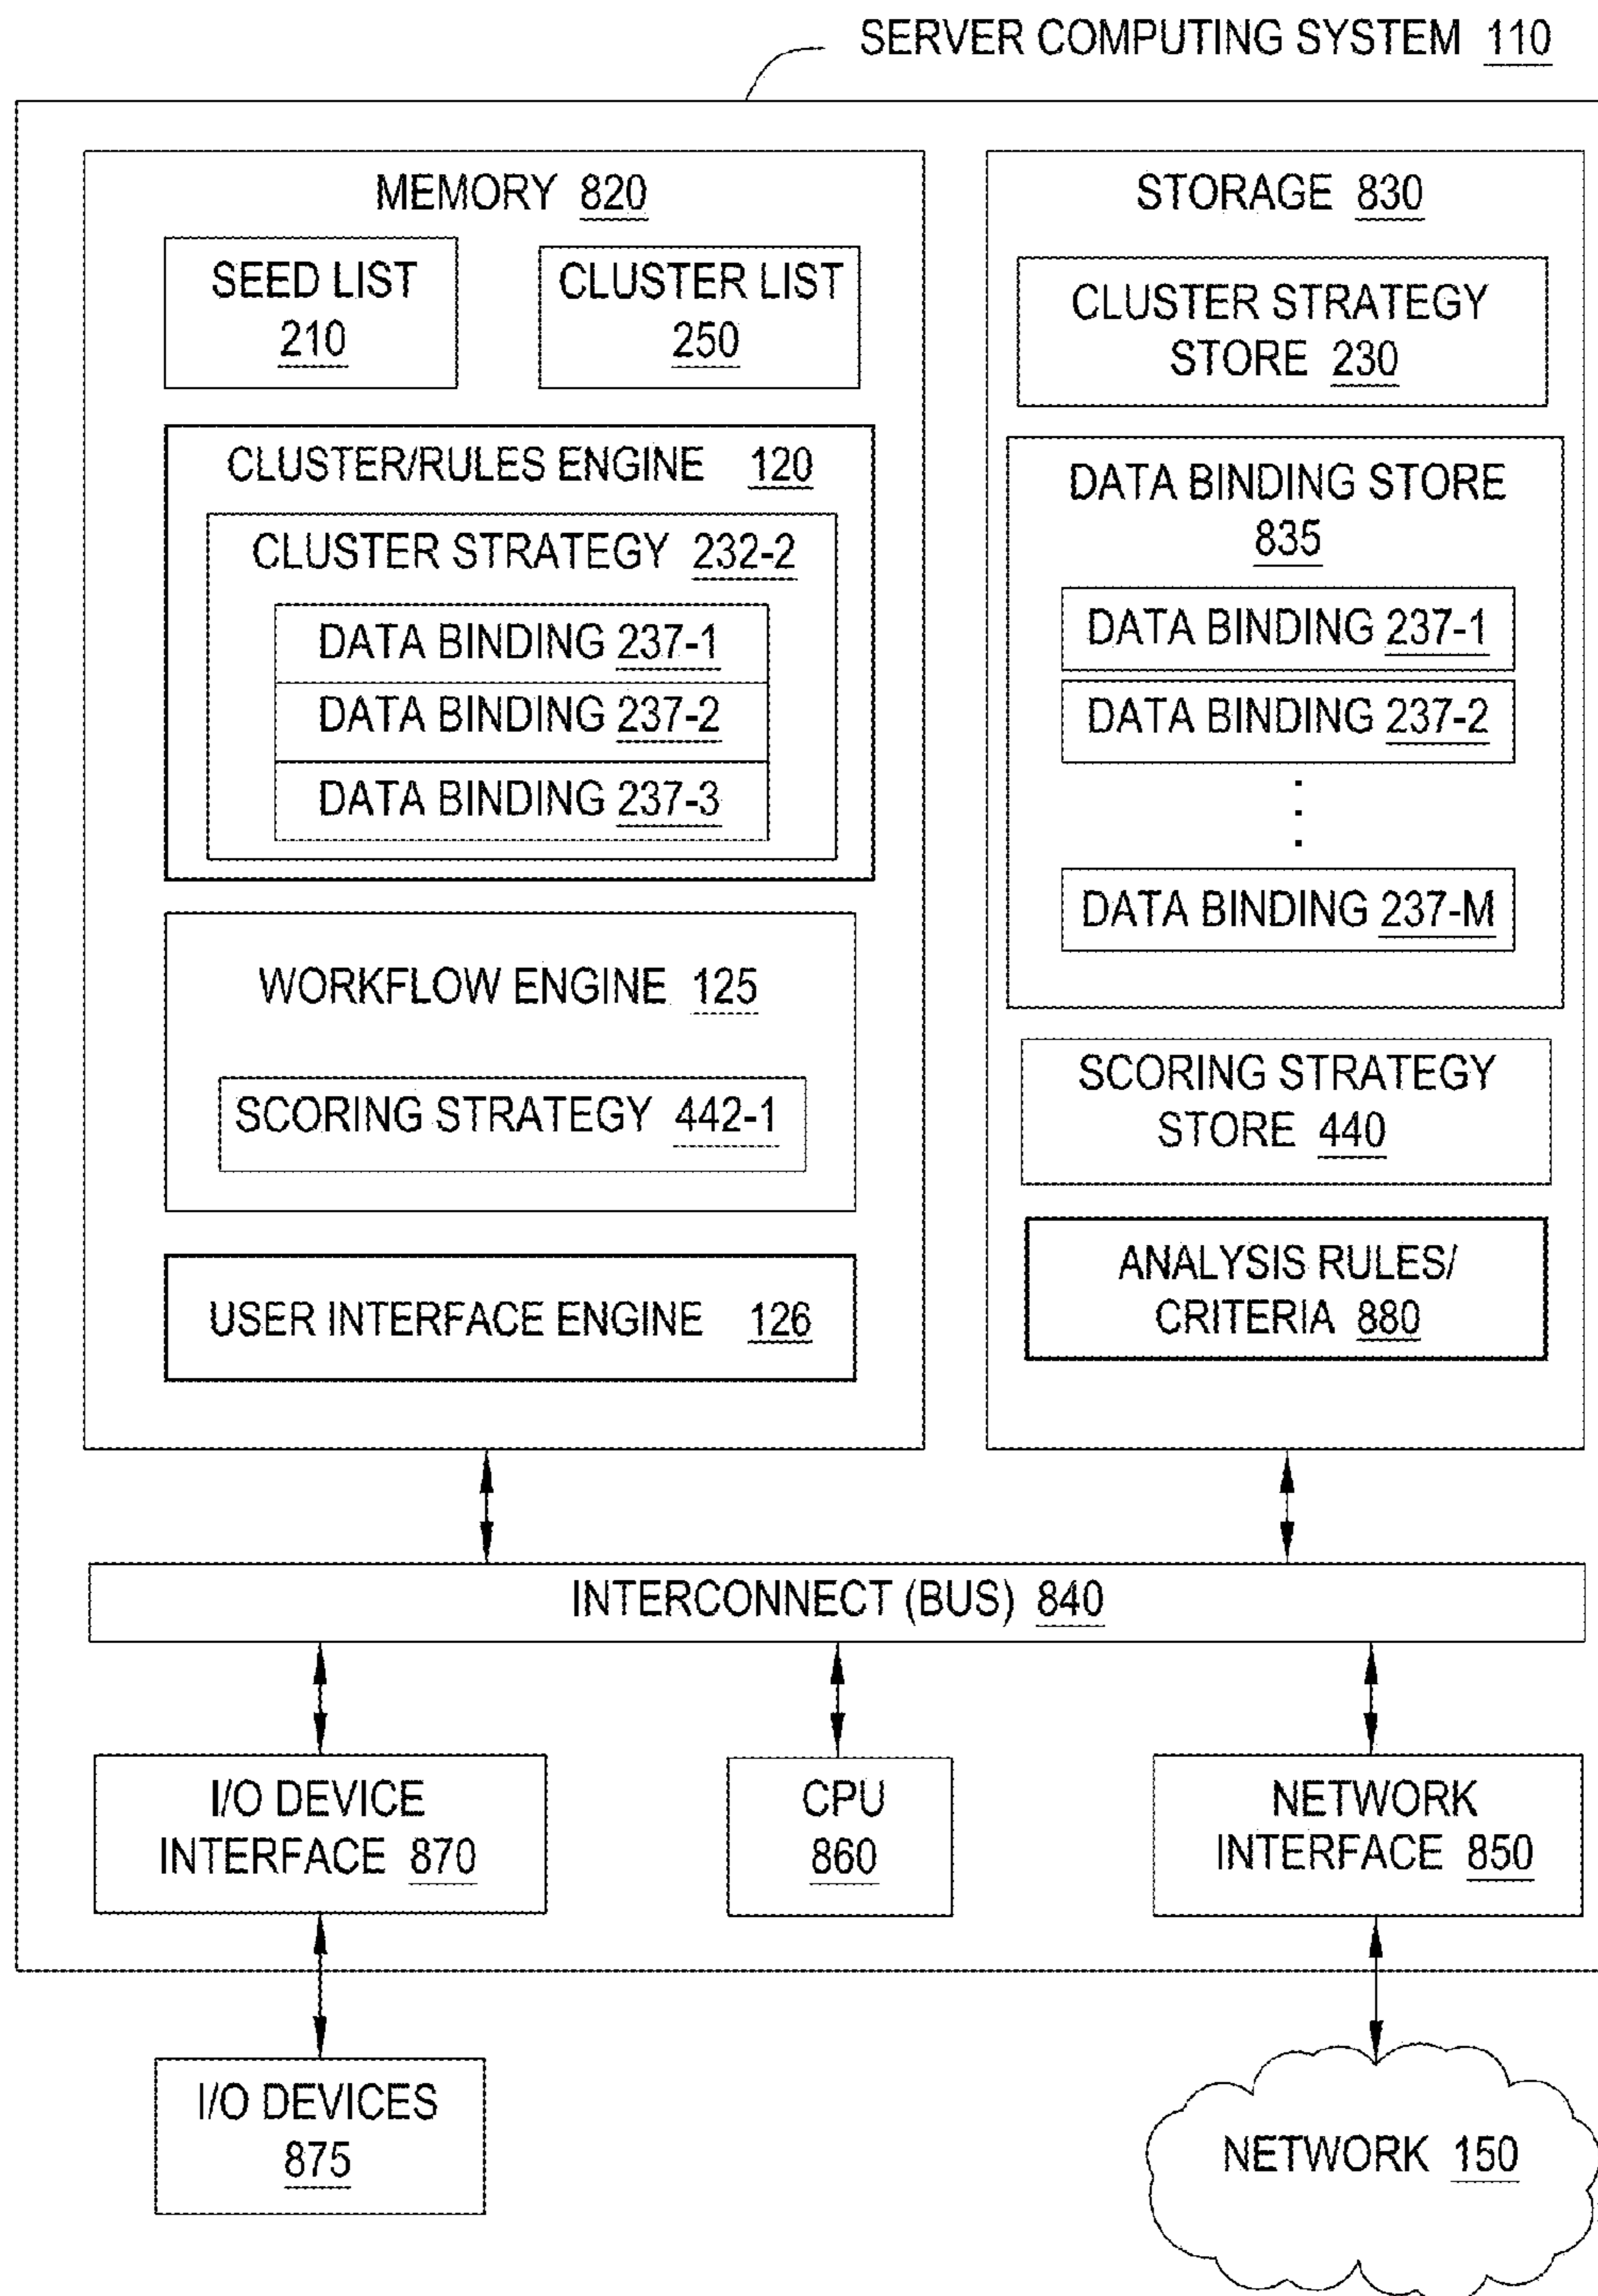 SERVER COMPUTING SYSTEM 110
MEMORY 820
SEED LIST
210
CLUSTER LIST
250
CLUSTER/RULES ENGINE 120
CLUSTER STRATEGY 232-2
DATA BINDING 237-1
DATA BINDING 237-2
DATA BINDING 237-3
WORKFLOW ENGINE 125
SCORING STRATEGY 442-1
USER INTERFACE ENGINE 126
STORAGE 830
CLUSTER STRATEGY
STORE 230
DATA BINDING STORE
835
DATA BINDING 237-1
DATA BINDING 237-2
DATA BINDING 237-M
SCORING STRATEGY
STORE 440
ANALYSIS RULES/
CRITERIA 880
INTERCONNECT (BUS) 840
I/O DEVICE
INTERFACE 870
CPU
860
NETWORK
INTERFACE 850
I/O DEVICES
875
NETWORK 150